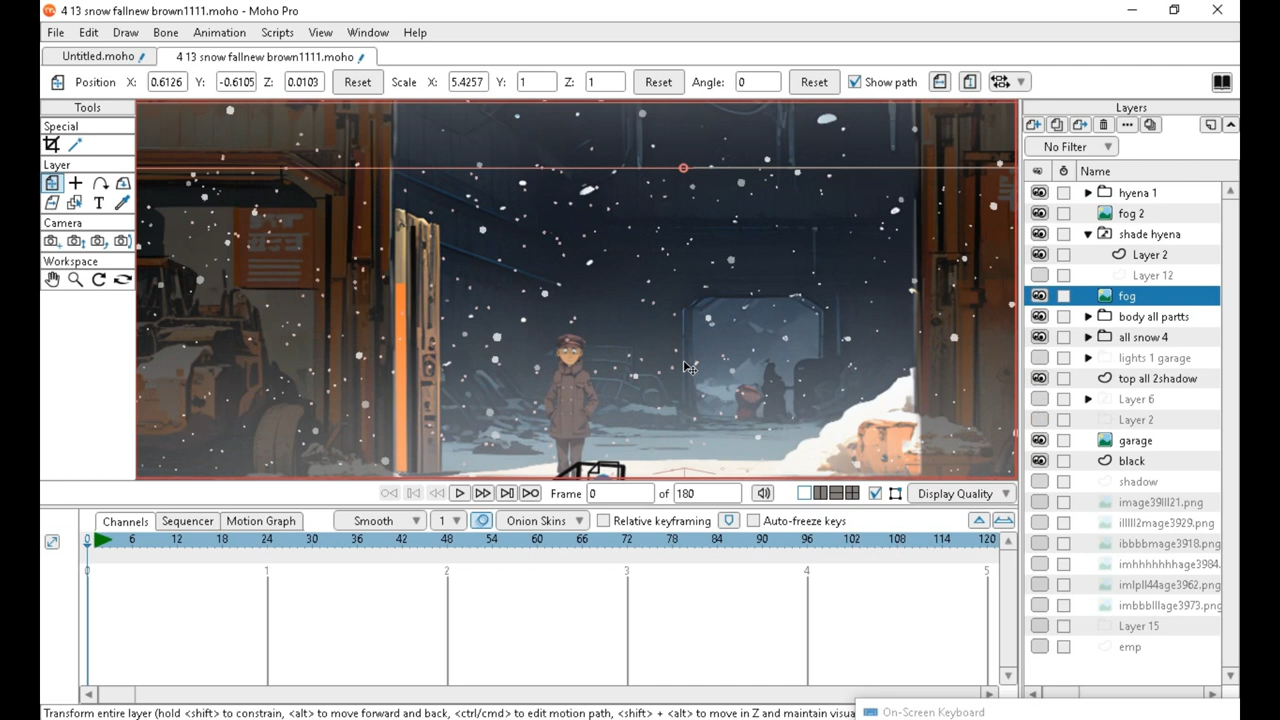 4 13 snow fallnew brown1111.moho - Moho Pro
File Edit Draw Bone Animation Scripts View Window Help
Untitled.moho
4 13 snow fallnew brown1111.moho
Position X: 0.6126 Y: -0.6105 Z: 0.0103 Reset Scale X: 5.4257 Y: 1 Z: 1 Reset Angle: 0 Reset Show path
Tools
Special
Layer
Camera
Workspace
Layers
No Filter
Name
hyena 1
fog 2
shade hyena
Layer 2
Layer 12
fog
body all partts
all snow 4
lights 1 garage
top all 2shadow
Layer 6
Layer 2
garage
black
shadow
image39lll21.png
illlll2mage3929.png
ibbbbmage3918.png
imhhhhhhhage3984.
imlpll44age3962.png
imbbblllage3973.png
Layer 15
emp
Frame 0 of 180 Display Quality
Channels Sequencer Motion Graph Smooth 1 Onion Skins Relative keyframing Auto-freeze keys
0 6 12 18 24 30 36 42 48 54 60 66 72 78 84 90 96 102 108 114 120
0 1 2 3 4 5
Transform entire layer (hold <shift> to constrain, <alt> to move forward and back, <ctrl/cmd> to edit motion path, <shift> + <alt> to move in Z and maintain visua
On-Screen Keyboard